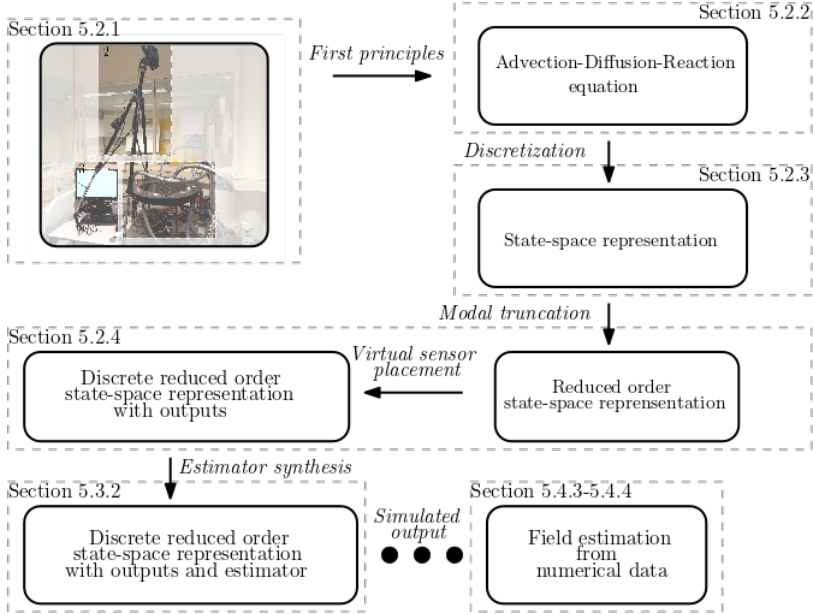 Section 5.2.1
First principles
Section 5.2.2
Advection-Diffusion-Reaction
equation
Discretization
Section 5.2.3
State-space representation
Modal truncation
Section 5.2.4
Discrete reduced order
state-space representation
with outputs
Virtual sensor
placement
Reduced order
state-space reprensentation
Estimator synthesis
Section 5.3.2
Discrete reduced order
state-space representation
with outputs and estimator
Simulated
output
Section 5.4.3-5.4.4
Field estimation
from
numerical data